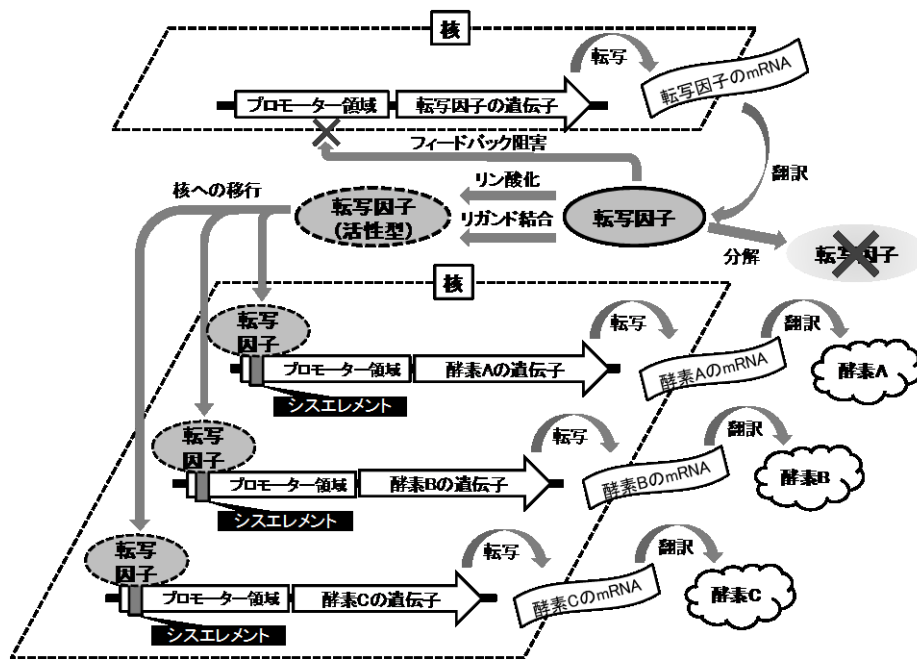 核
転写
転写因子のmRNA
プロモーター領域
転写因子の遺伝子
フィードバック阻害
翻訳
核への移行
リン酸化
転写因子
(活性型)
リガンド結合
転写因子
分解
転写因子
核
転写
因子
転写
翻訳
プロモーター領域
酵素Aの遺伝子
酵素AのmRNA
酵素A
シスエレメント
転写
因子
転写
翻訳
プロモーター領域
酵素Bの遺伝子
酵素BのmRNA
酵素B
シスエレメント
転写
因子
転写
翻訳
プロモーター領域
酵素Cの遺伝子
酵素CのmRNA
酵素C
シスエレメント